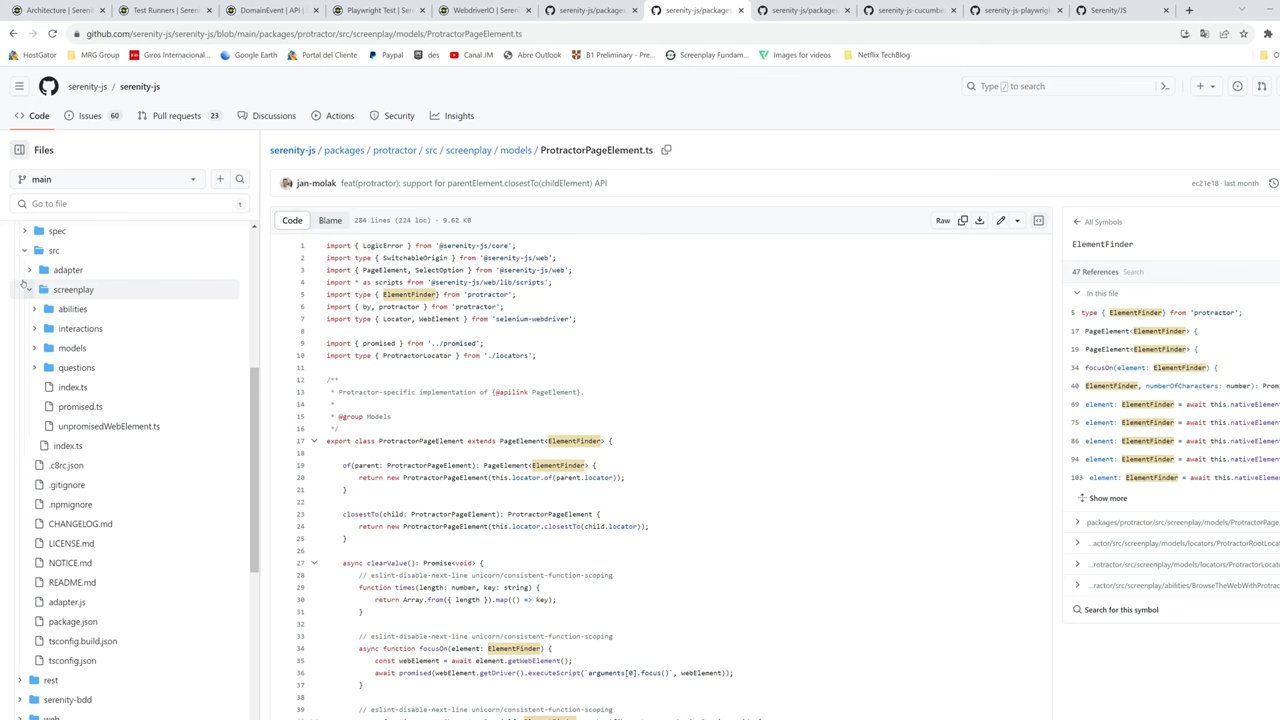 Architecture | Serenit
Test Runners | Serenit
DomainEvent | API |
Playwright Test | Sere
WebdriverIO | Serenit
serenity-js/packages
serenity-js/packages
serenity-js/packages
serenity-js-cucumber
serenity-js-playwrigh
Serenity/JS
github.com/serenity-js/serenity-js/blob/main/packages/protractor/src/screenplay/models/ProtractorPageElement.ts
HostGator
MRG Group
Giros Internacional...
Google Earth
Portal del Cliente
Paypal
des
Canal JM
Abre Outlook
B1 Preliminary - Pre...
Screenplay Fundam...
Images for videos
Netflix TechBlog
serenity-js / serenity-js
Type / to search
Code
Issues 60
Pull requests 23
Discussions
Actions
Security
Insights
Files
main
Go to file
t
spec
src
adapter
screenplay
abilities
interactions
models
questions
index.ts
promised.ts
unpromisedWebElement.ts
index.ts
.c8rc.json
.gitignore
.npmignore
CHANGELOG.md
LICENSE.md
NOTICE.md
README.md
adapter.js
package.json
tsconfig.build.json
tsconfig.json
rest
serenity-bdd
web
serenity-js / packages / protractor / src / screenplay / models / ProtractorPageElement.ts
jan-molak feat(protractor): support for parentElement.closestTo(childElement) API
ec21e18 · last month
Code
Blame
284 lines (224 loc) · 9.62 KB
Raw
1 import { LogicError } from '@serenity-js/core';
2 import type { SwitchableOrigin } from '@serenity-js/web';
3 import { PageElement, SelectOption } from '@serenity-js/web';
4 import * as scripts from '@serenity-js/web/lib/scripts';
5 import type { ElementFinder} from 'protractor';
6 import { by, protractor } from 'protractor';
7 import type { Locator, WebElement } from 'selenium-webdriver';
8
9 import { promised } from '../promised';
10 import type { ProtractorLocator } from './locators';
11
12 /**
13 * Protractor-specific implementation of {@apilink PageElement}.
14 *
15 * @group Models
16 */
17 export class ProtractorPageElement extends PageElement<ElementFinder> {
18
19 of(parent: ProtractorPageElement): PageElement<ElementFinder> {
20 return new ProtractorPageElement(this.locator.of(parent.locator));
21 }
22
23 closestTo(child: ProtractorPageElement): ProtractorPageElement {
24 return new ProtractorPageElement(this.locator.closestTo(child.locator));
25 }
26
27 async clearValue(): Promise<void> {
28 // eslint-disable-next-line unicorn/consistent-function-scoping
29 function times(length: number, key: string) {
30 return Array.from({ length }).map(() => key);
31 }
32
33 // eslint-disable-next-line unicorn/consistent-function-scoping
34 async function focusOn(element: ElementFinder) {
35 const webElement = await element.getWebElement();
36 await promised(webElement.getDriver().executeScript(`arguments[0].focus()`, webElement));
37 }
38
39 // eslint-disable-next-line unicorn/consistent-function-scoping
All Symbols
ElementFinder
47 References Search
In this file
5 type { ElementFinder} from 'protractor';
17 PageElement<ElementFinder> {
19 PageElement<ElementFinder> {
34 focusOn(element: ElementFinder) {
40 ElementFinder, numberOfCharacters: number): Promi
69 element: ElementFinder = await this.nativeElemen
75 element: ElementFinder = await this.nativeElemen
86 element: ElementFinder = await this.nativeElemen
94 element: ElementFinder = await this.nativeElemen
103 element: ElementFinder = await this.nativeElem
Show more
packages/protractor/src/screenplay/models/ProtractorPage
...actor/src/screenplay/models/locators/ProtractorRootLocat
...rotractor/src/screenplay/models/locators/ProtractorLocato
...ractor/src/screenplay/abilities/BrowseTheWebWithProtrac
Search for this symbol